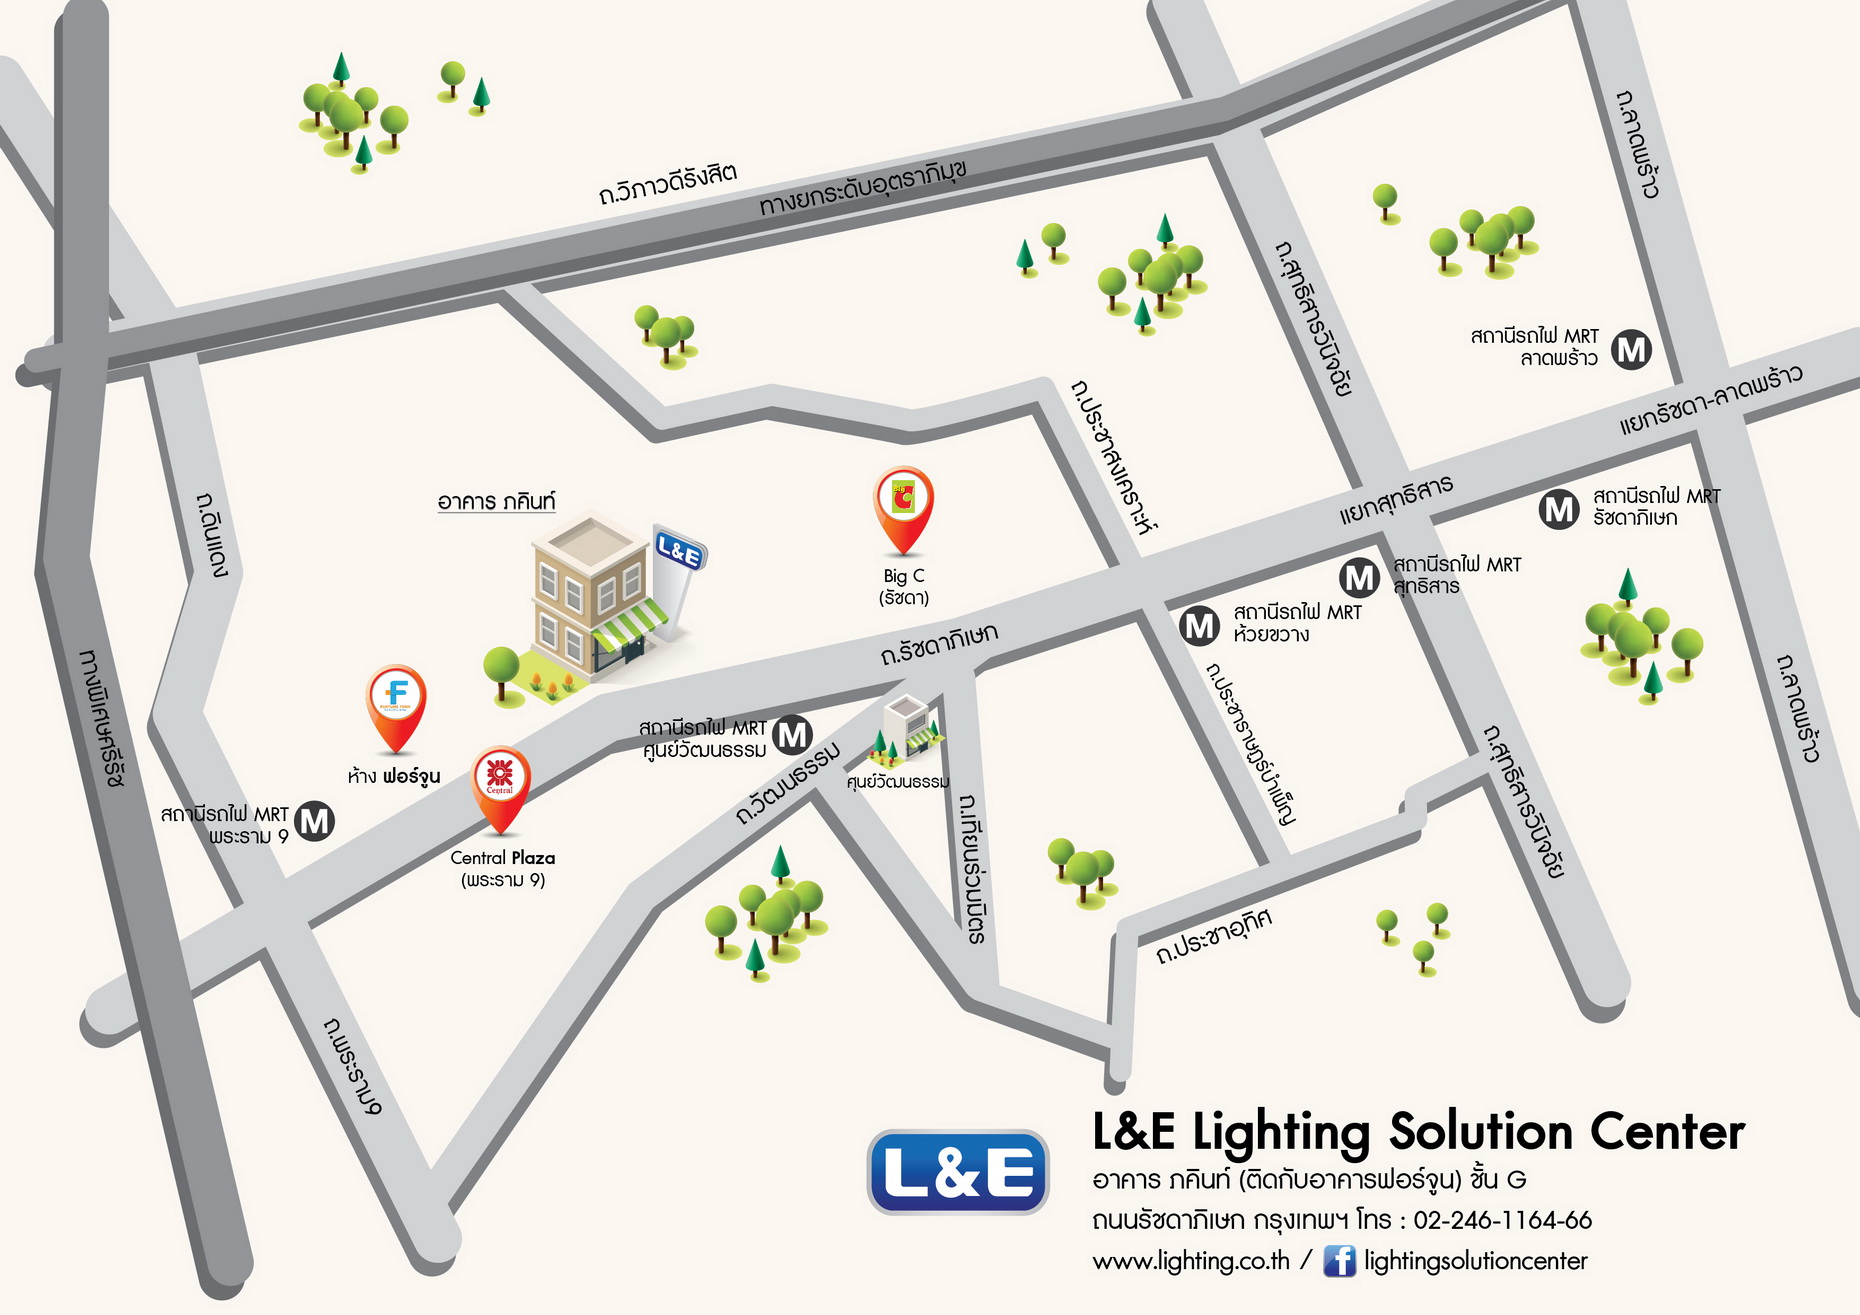 ถ.วิภาวดีรังสิต
ทางยกระดับอุตราภิมุข
ถ.ลาดพร้าว
ถ.สุทธิสารวินิจฉัย
สถานีรถไฟ MRT
ลาดพร้าว
M
แยกรัชดา-ลาดพร้าว
ถ.ประชาสงเคราะห์
แยกสุทธิสาร
M
สถานีรถไฟ MRT
รัชดาภิเษก
อาคาร ภคินท์
L&E
Big C
(รัชดา)
ถ.ดินแดง
M
สถานีรถไฟ MRT
สุทธิสาร
M
สถานีรถไฟ MRT
ห้วยขวาง
ถ.รัชดาภิเษก
ทางพิเศษศรีรัช
F
ห้าง ฟอร์จูน
สถานีรถไฟ MRT
ศูนย์วัฒนธรรม
M
ถ.วัฒนธรรม
ศูนย์วัฒนธรรม
ถ.ประชาราษฎร์บำเพ็ญ
ถ.สุทธิสารวินิจฉัย
ถ.ลาดพร้าว
Central
Central Plaza
(พระราม 9)
สถานีรถไฟ MRT
พระราม 9
M
ถ.เทียนร่วมมิตร
ถ.ประชาอุทิศ
ถ.พระราม9
L&E
L&E Lighting Solution Center
อาคาร ภคินท์ (ติดกับอาคารฟอร์จูน) ชั้น G
ถนนรัชดาภิเษก กรุงเทพฯ โทร : 02-246-1164-66
www.lighting.co.th / f lightingsolutioncenter